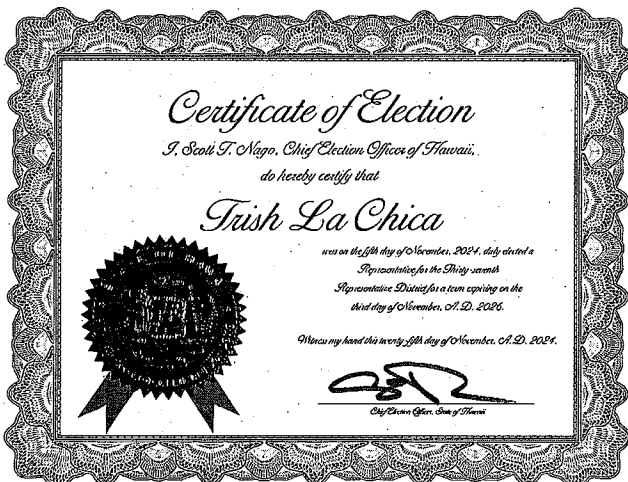 Certificate of Election
I, Scott T. Nago, Chief Election Officer of Hawaii,
do hereby certify that
Trish La Chica
was on the fifth day of November, 2024, duly elected a
Representative for the Thirty-seventh
Representative District for a term expiring on the
third day of November, A.D. 2026.
Witness my hand this twenty-fifth day of November, A.D. 2024.
Chief Election Officer, State of Hawaii